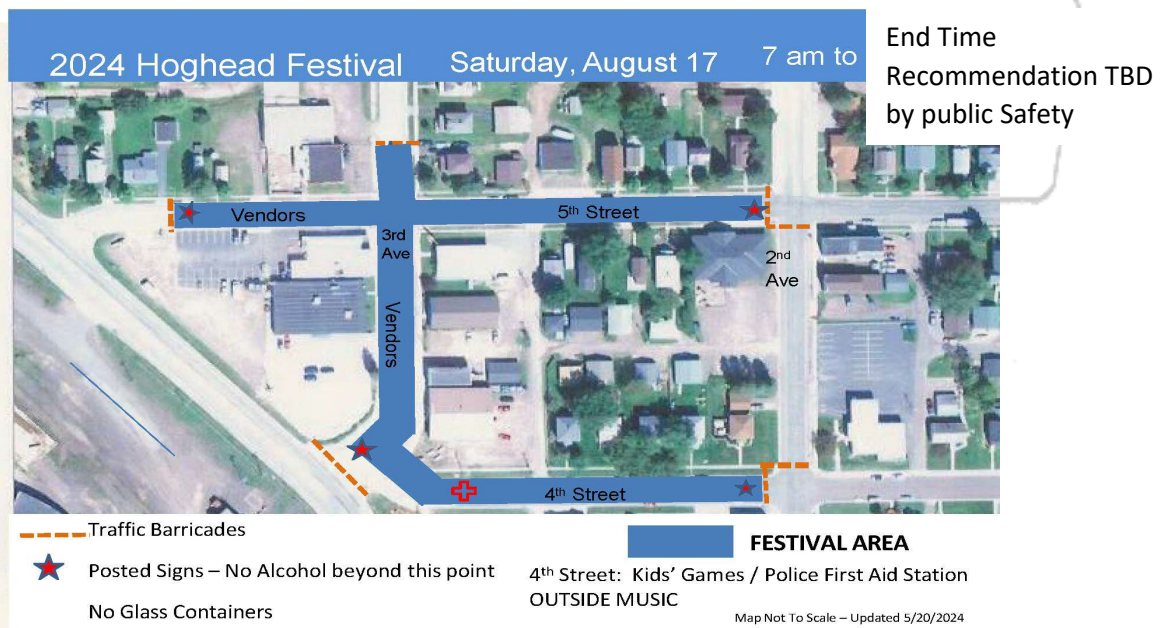 2024 Hoghead Festival
Saturday, August 17
7 am to
End Time
Recommendation TBD
by public Safety
Vendors
5th Street
3rd
Ave
2nd
Ave
Vendors
4th Street
Traffic Barricades
Posted Signs – No Alcohol beyond this point
No Glass Containers
FESTIVAL AREA
4th Street: Kids' Games / Police First Aid Station
OUTSIDE MUSIC
Map Not To Scale – Updated 5/20/2024